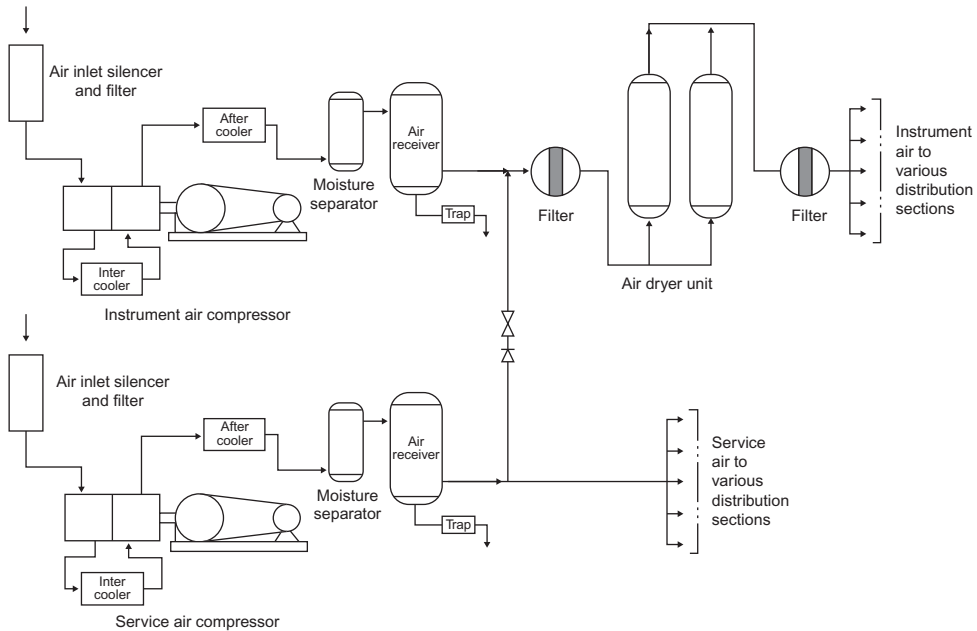 Air inlet silencer
and filter
After
cooler
Air
receiver
Moisture
separator
Trap
Inter
cooler
Instrument air compressor
Filter
Air dryer unit
Filter
Instrument
air to
various
distribution
sections
Air inlet silencer
and filter
After
cooler
Air
receiver
Moisture
separator
Trap
Inter
cooler
Service air compressor
Service
air to
various
distribution
sections